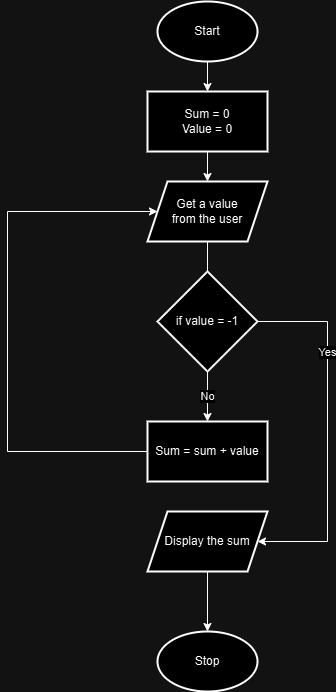 Start
Sum = 0
Value = 0
Get a value
from the user
if value = -1
Yes
No
Sum = sum + value
Display the sum
Stop